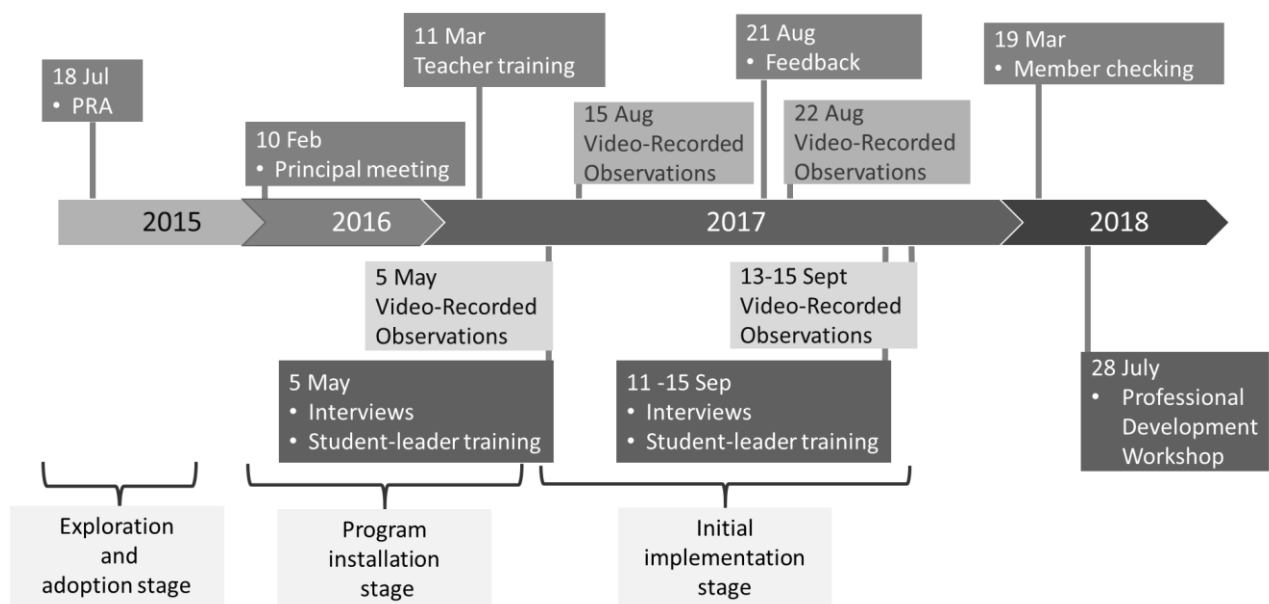 18 Jul
• PRA
10 Feb
• Principal meeting
11 Mar
Teacher training
15 Aug
Video-Recorded
Observations
21 Aug
• Feedback
22 Aug
Video-Recorded
Observations
19 Mar
• Member checking
2015
2016
2017
2018
5 May
Video-Recorded
Observations
13-15 Sept
Video-Recorded
Observations
5 May
• Interviews
• Student-leader training
11 -15 Sep
• Interviews
• Student-leader training
28 July
• Professional
Development
Workshop
Exploration
and
adoption stage
Program
installation
stage
Initial
implementation
stage